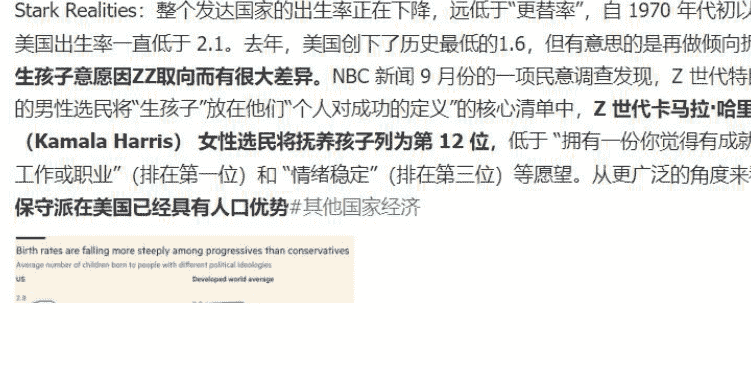 Stark Realities：整个发达国家的出生率正在下降，远低于“更替率”，自 1970 年代初以
美国出生率一直低于 2.1。去年，美国创下了历史最低的1.6，但有意思的是再做倾向
生孩子意愿因ZZ取向而有很大差异。NBC 新闻 9 月份的一项民意调查发现，Z 世代特
的男性选民将“生孩子”放在他们“个人对成功的定义”的核心清单中，Z 世代卡马拉·哈里
（Kamala Harris） 女性选民将抚养孩子列为第 12 位，低于 “拥有一份你觉得有成就
工作或职业”（排在第一位）和 “情绪稳定”（排在第三位）等愿望。从更广泛的角度来
保守派在美国已经具有人口优势#其他国家经济
Birth rates are falling more steeply among progressives than conservatives
Average number of children born to people with different political ideologies
US Developed world average
2.8